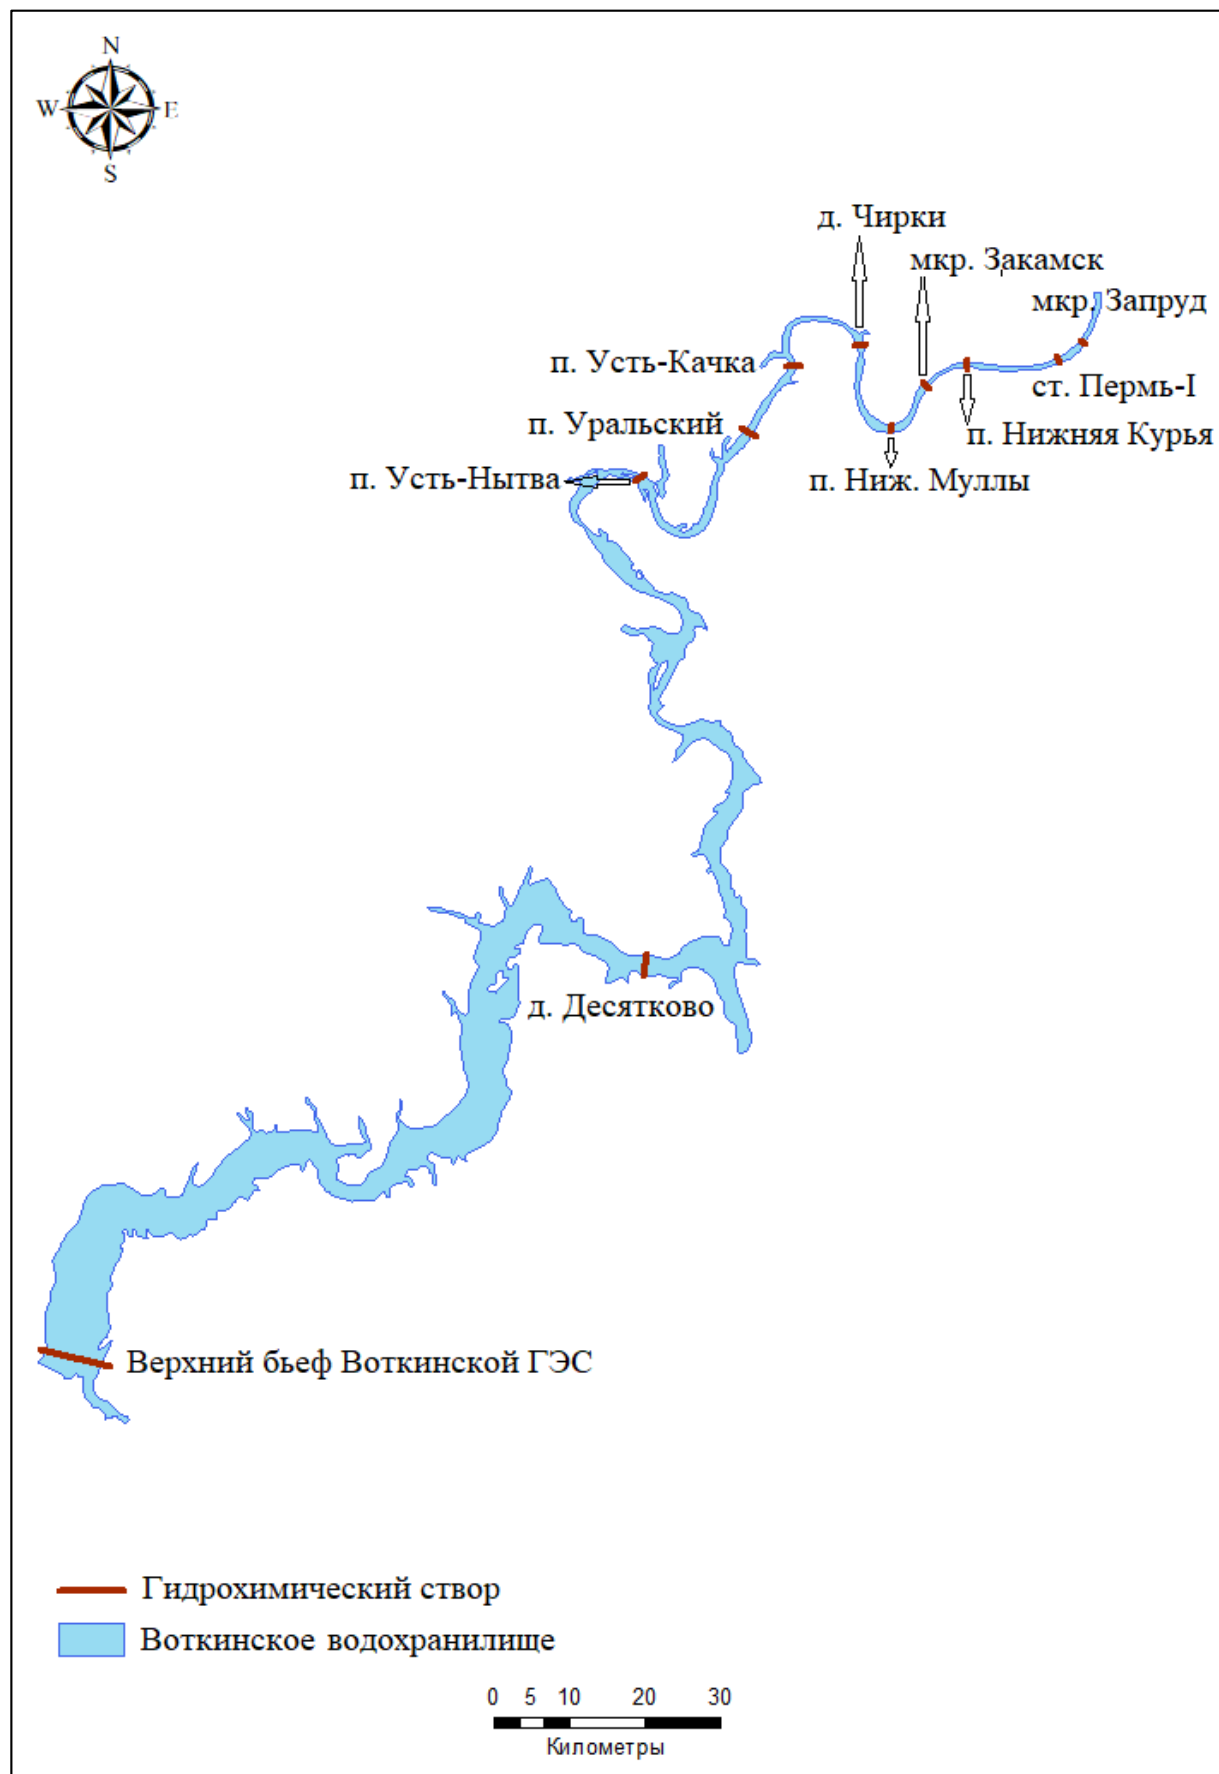 N
W E
S
д. Чирки
мкр. Закамск
мкр. Запруд
п. Усть-Качка
ст. Пермь-I
п. Уральский
п. Нижняя Курья
п. Усть-Нытва
п. Ниж. Муллы
д. Десятково
Верхний бьеф Воткинской ГЭС
Гидрохимический створ
Воткинское водохранилище
0 5 10 20 30
Километры